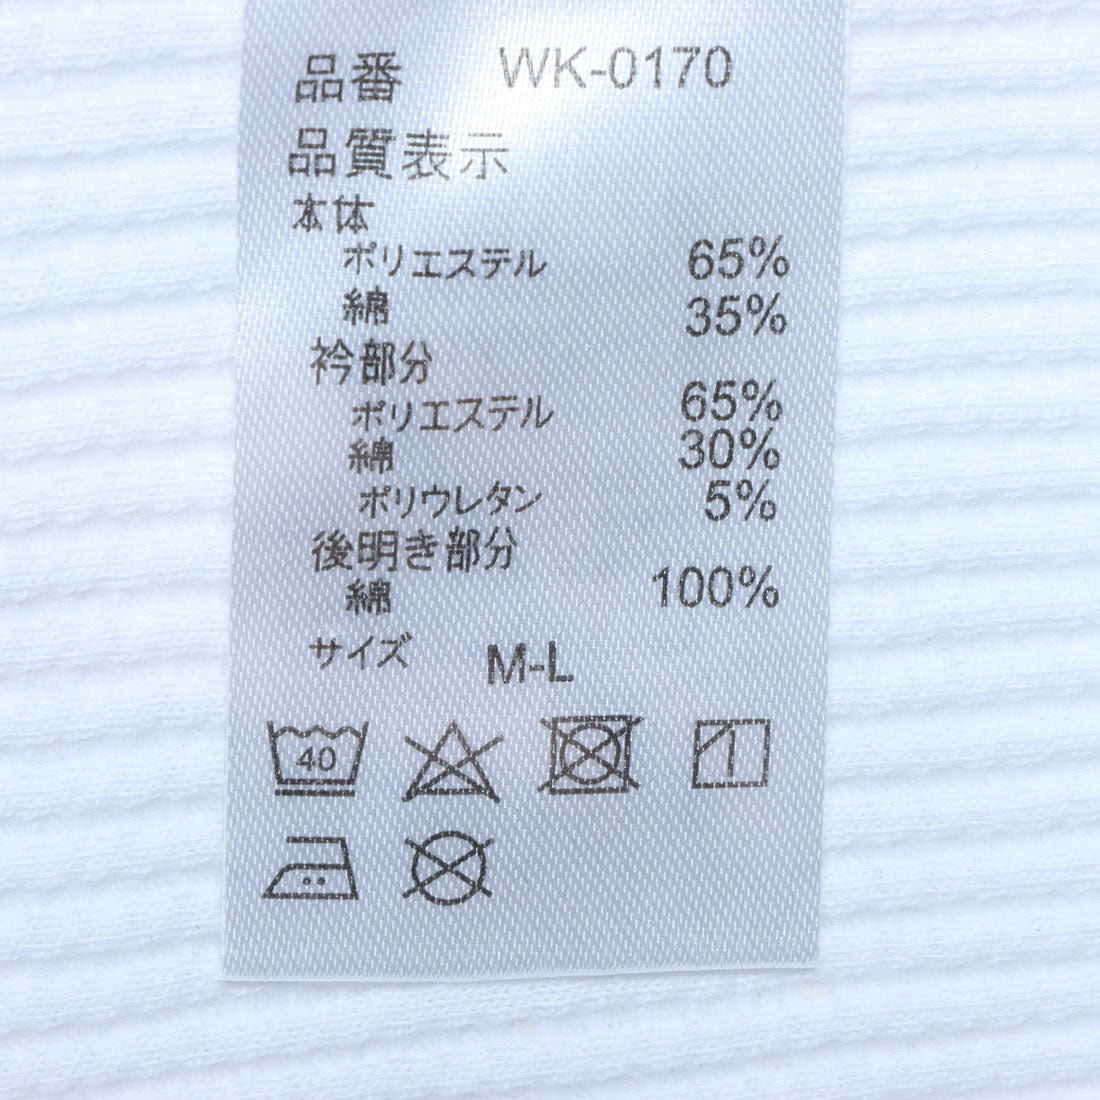 品番 WK-0170
品質表示
本体
ポリエステル 65%
綿 35%
衿部分
ポリエステル 65%
綿 30%
ポリウレタン 5%
後明き部分
綿 100%
サイズ M-L
40